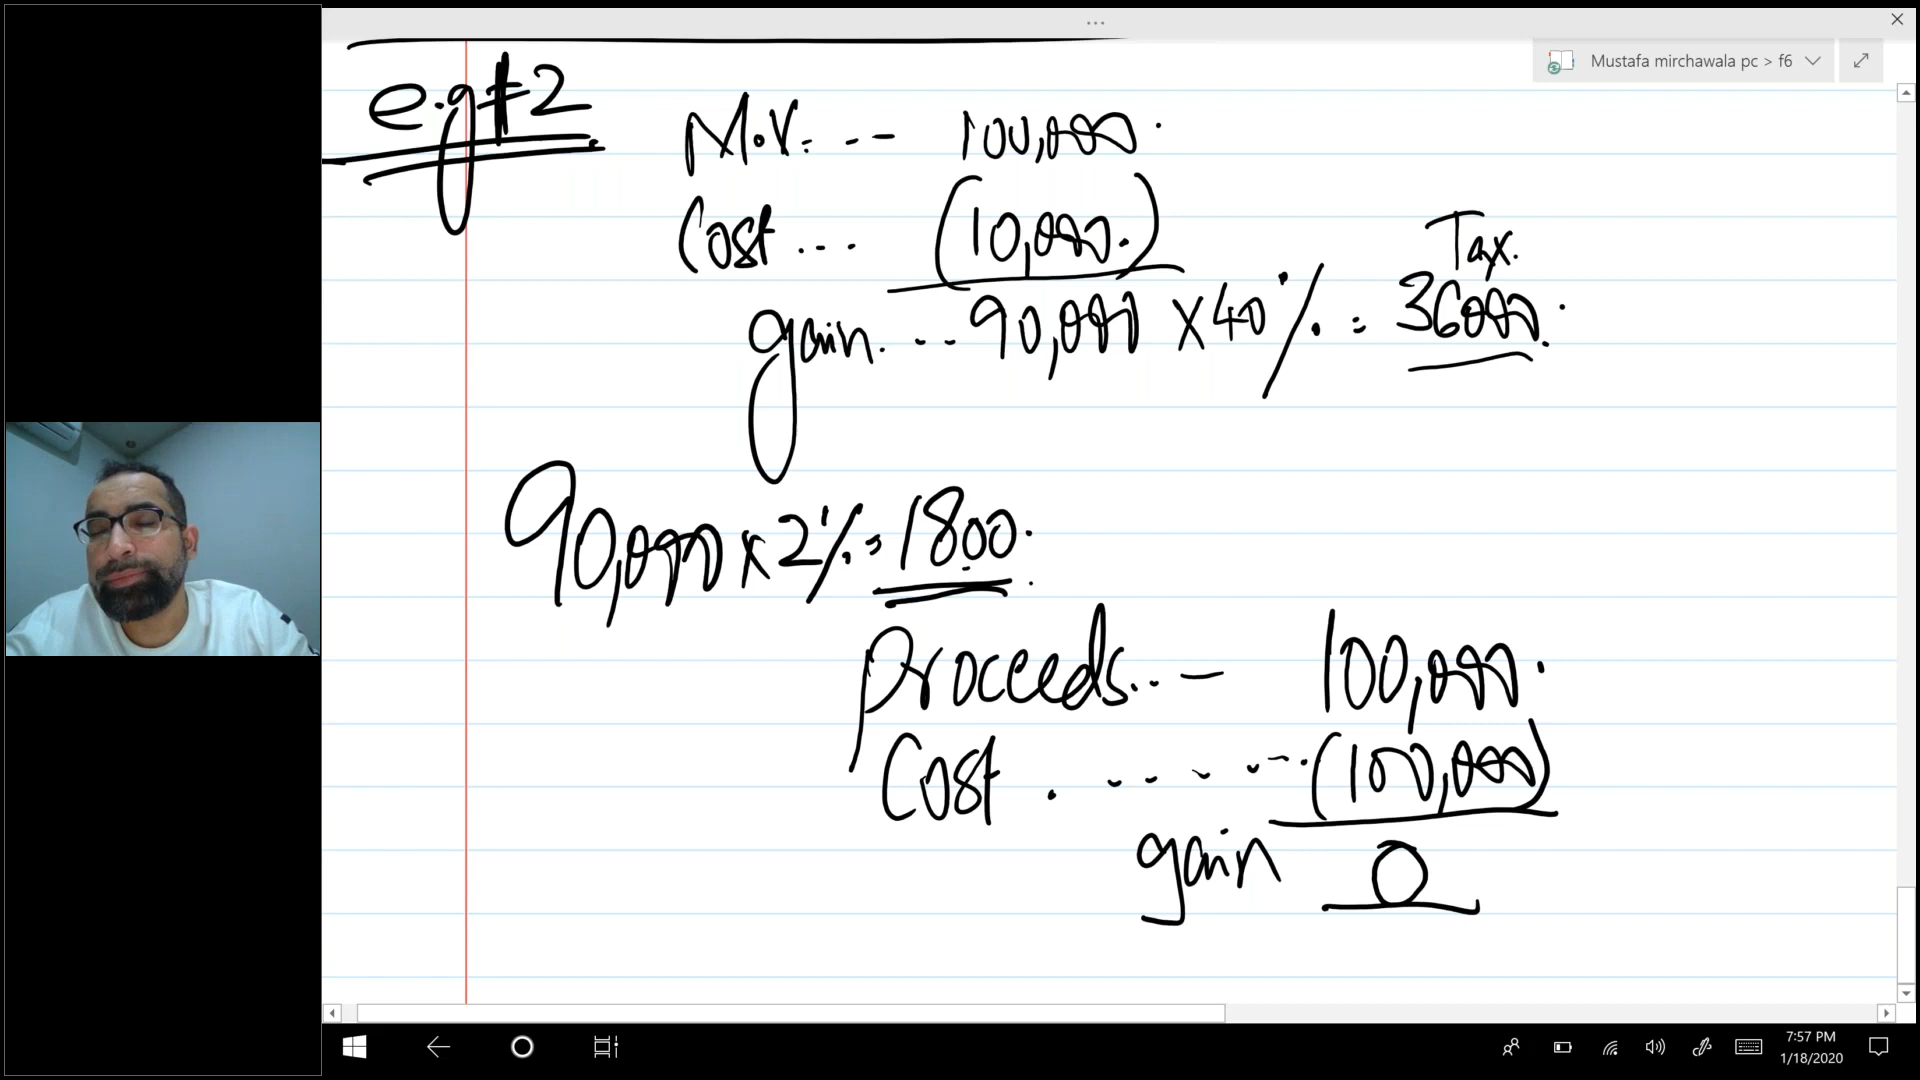 Mustafa mirchawala pc > f6
e.g #2
M.V. -- 100,000.
Cost ... (10,000.)
Tax.
gain. ... 90,000 X 40% = 36000.
90,000 x 2% = 1800.
Proceeds.. - 100,000.
Cost . ....... (100,000)
gain 0
7:57 PM
1/18/2020